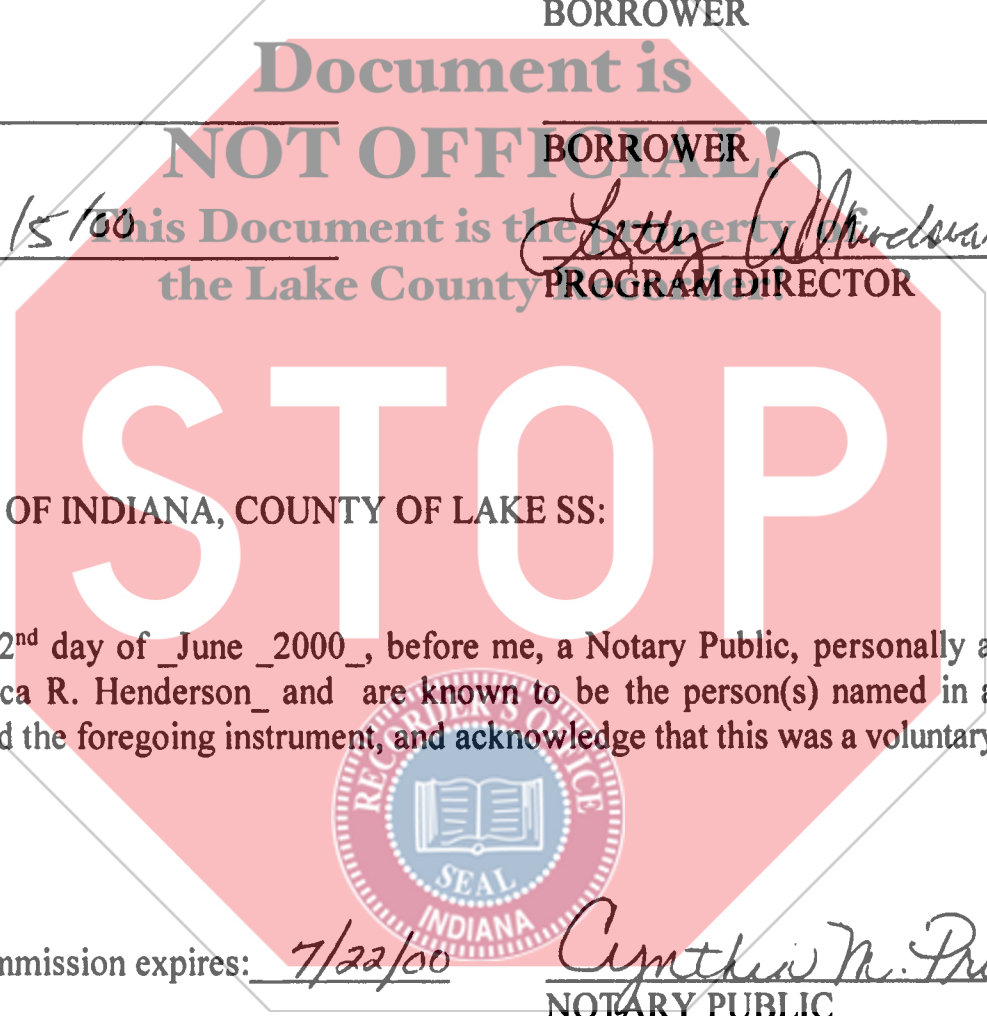 BORROWER
Document is
NOT OFFICIAL!
BORROWER
15/00
This Document is the property of
the Lake County Recorder!
PROGRAM DIRECTOR
STOP
OF INDIANA, COUNTY OF LAKE SS:
2nd day of _June _2000_, before me, a Notary Public, personally a
ca R. Henderson_ and are known to be the person(s) named in a
d the foregoing instrument, and acknowledge that this was a voluntary
RECORDER'S OFFICE
SEAL
INDIANA
mmission expires: 7/22/00
Cynthia M. Pr
NOTARY PUBLIC